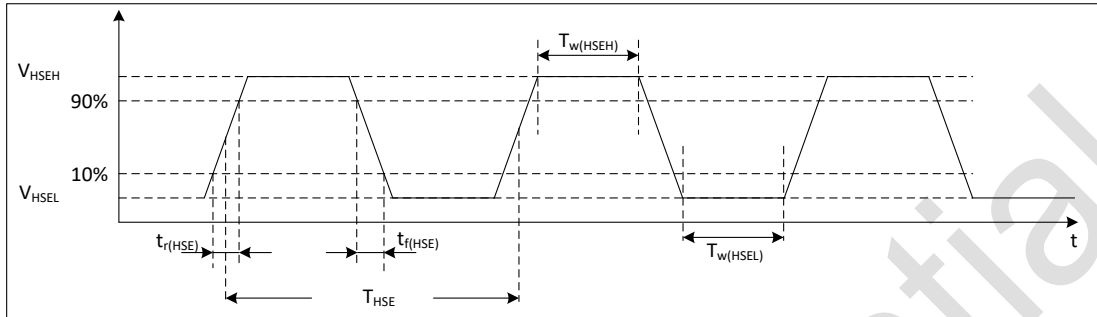 T_w(HSEH)
V_HSEH
90%
10%
V_HSEL
t_r(HSE)
t_f(HSE)
T_w(HSEL)
t
T_HSE